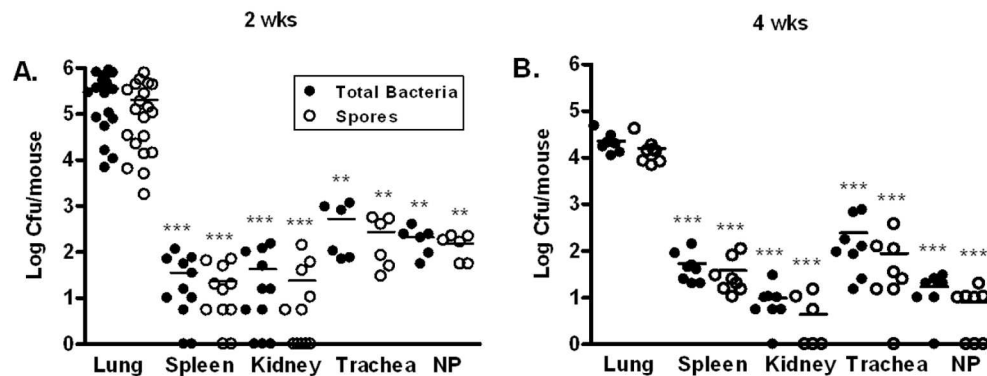 2 wks
4 wks
A.
B.
Total Bacteria
Spores
Log Cfu/mouse
6
5
4
3
2
1
0
*** *** *** *** ** ** ** **
Lung Spleen Kidney Trachea NP
Log Cfu/mouse
6
5
4
3
2
1
0
*** *** *** *** *** *** *** ***
Lung Spleen Kidney Trachea NP